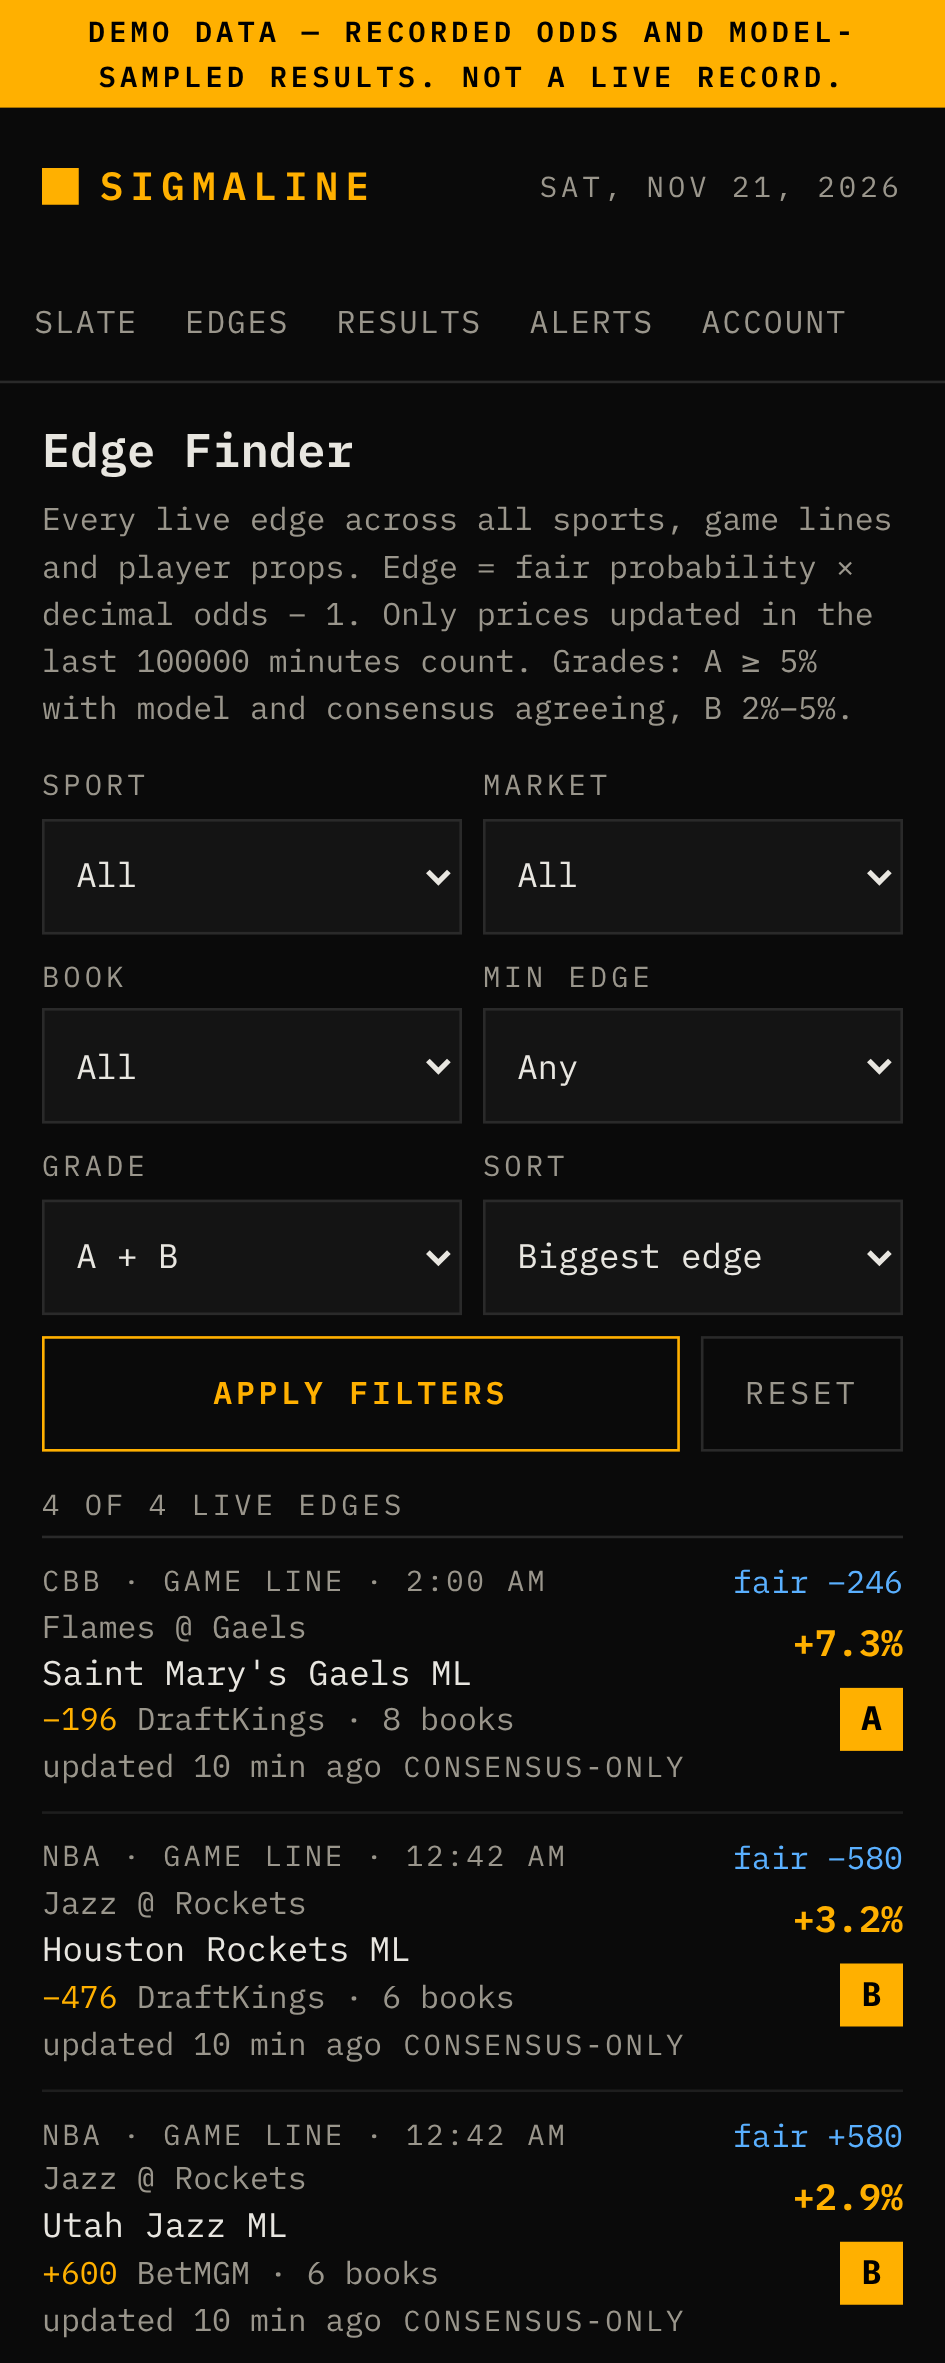 DEMO DATA — RECORDED ODDS AND MODEL-
SAMPLED RESULTS. NOT A LIVE RECORD.
SIGMALINE
SAT, NOV 21, 2026
SLATE EDGES RESULTS ALERTS ACCOUNT
Edge Finder
Every live edge across all sports, game lines
and player props. Edge = fair probability ×
decimal odds − 1. Only prices updated in the
last 100000 minutes count. Grades: A ≥ 5%
with model and consensus agreeing, B 2%–5%.
SPORT MARKET
All All
BOOK MIN EDGE
All Any
GRADE SORT
A + B Biggest edge
APPLY FILTERS RESET
4 OF 4 LIVE EDGES
CBB · GAME LINE · 2:00 AM fair −246
Flames @ Gaels
+7.3%
Saint Mary's Gaels ML
−196 DraftKings · 8 books
A
updated 10 min ago CONSENSUS-ONLY
NBA · GAME LINE · 12:42 AM fair −580
Jazz @ Rockets
+3.2%
Houston Rockets ML
−476 DraftKings · 6 books
B
updated 10 min ago CONSENSUS-ONLY
NBA · GAME LINE · 12:42 AM fair +580
Jazz @ Rockets
+2.9%
Utah Jazz ML
+600 BetMGM · 6 books
B
updated 10 min ago CONSENSUS-ONLY